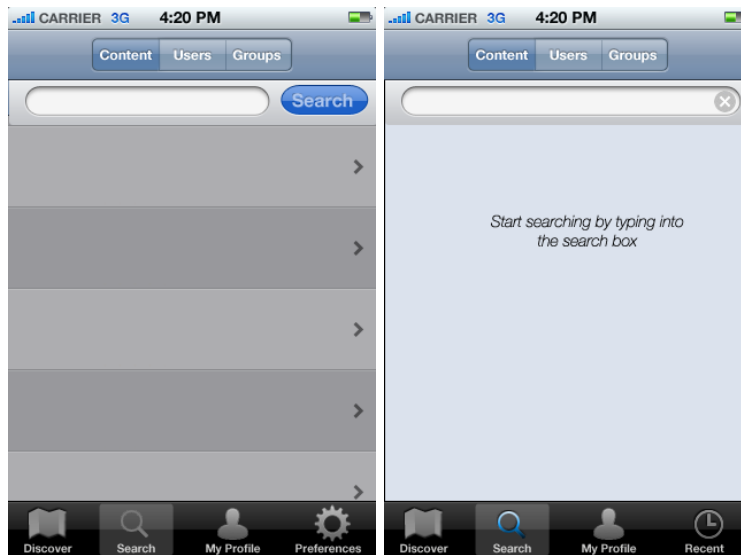 CARRIER 3G 4:20 PM
Content Users Groups
Search
Discover Search My Profile Preferences
CARRIER 3G 4:20 PM
Content Users Groups
Start searching by typing into
the search box
Discover Search My Profile Recent